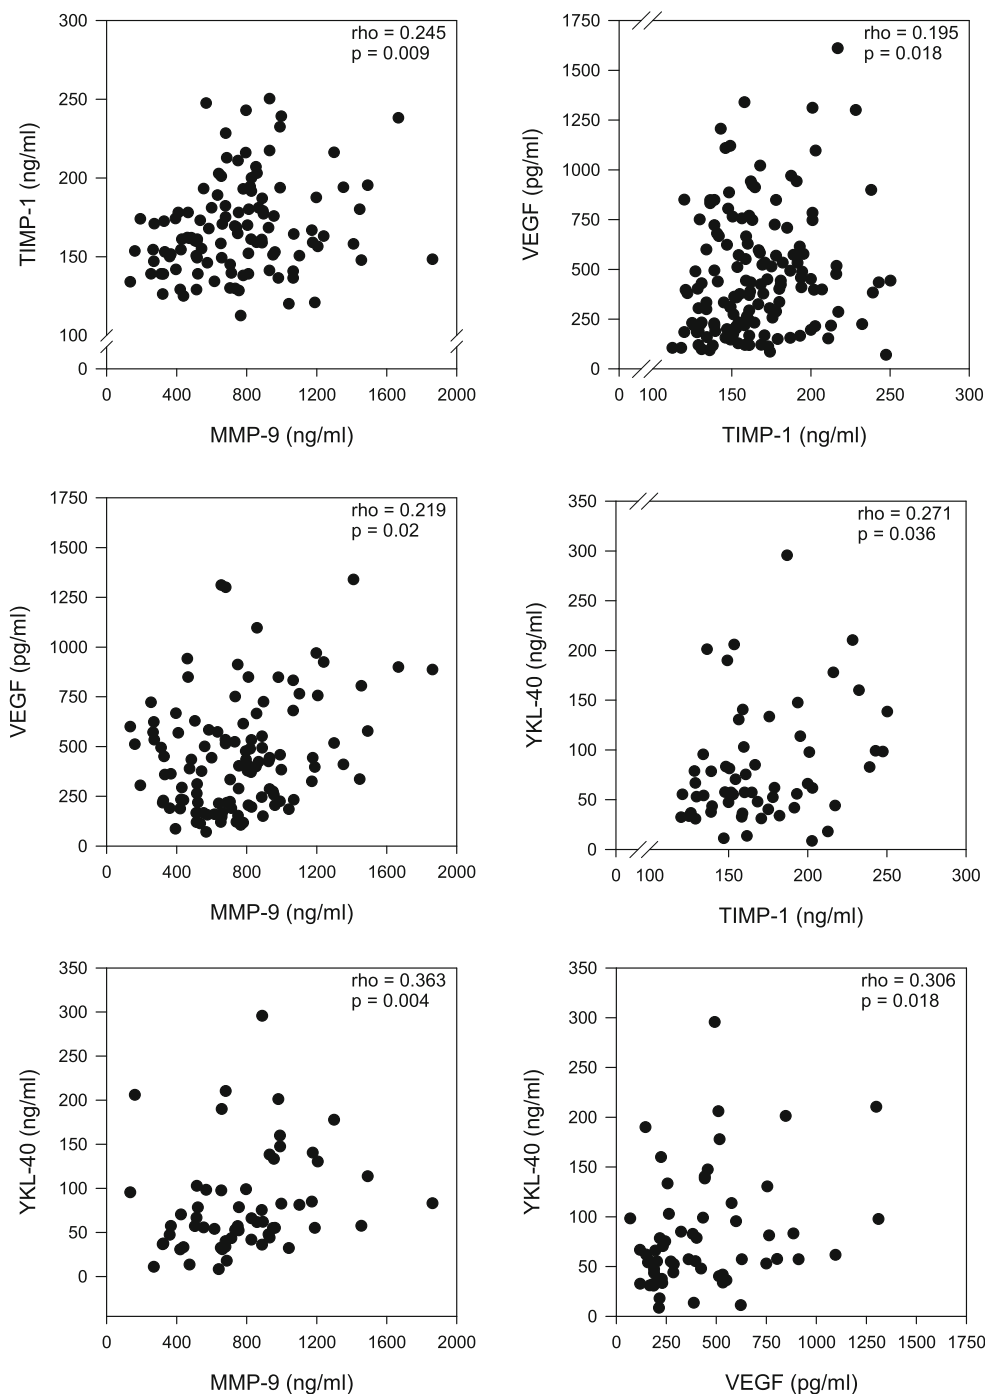 rho = 0.245
p = 0.009
300
250
200
150
100
0
TIMP-1 (ng/ml)
0 400 800 1200 1600 2000
MMP-9 (ng/ml)
rho = 0.195
p = 0.018
1750
1500
1250
1000
750
500
250
0
VEGF (pg/ml)
0 100 150 200 250 300
TIMP-1 (ng/ml)
rho = 0.219
p = 0.02
1750
1500
1250
1000
750
500
250
0
VEGF (pg/ml)
0 400 800 1200 1600 2000
MMP-9 (ng/ml)
rho = 0.271
p = 0.036
350
300
250
200
150
100
50
0
YKL-40 (ng/ml)
0 100 150 200 250 300
TIMP-1 (ng/ml)
rho = 0.363
p = 0.004
350
300
250
200
150
100
50
0
YKL-40 (ng/ml)
0 400 800 1200 1600 2000
MMP-9 (ng/ml)
rho = 0.306
p = 0.018
350
300
250
200
150
100
50
0
YKL-40 (ng/ml)
0 250 500 750 1000 1250 1500 1750
VEGF (pg/ml)